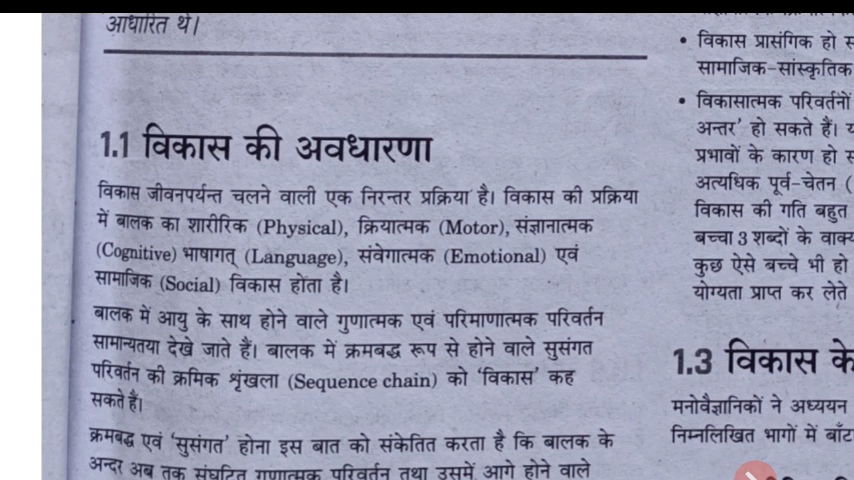 आधारित थे।
1.1 विकास की अवधारणा
विकास जीवनपर्यन्त चलने वाली एक निरन्तर प्रक्रिया है। विकास की प्रक्रिया
में बालक का शारीरिक (Physical), क्रियात्मक (Motor), संज्ञानात्मक
(Cognitive) भाषागत् (Language), संवेगात्मक (Emotional) एवं
सामाजिक (Social) विकास होता है।
बालक में आयु के साथ होने वाले गुणात्मक एवं परिमाणात्मक परिवर्तन
सामान्यतया देखे जाते हैं। बालक में क्रमबद्ध रूप से होने वाले सुसंगत
परिवर्तन की क्रमिक शृंखला (Sequence chain) को 'विकास' कह
सकते हैं।
क्रमबद्ध एवं 'सुसंगत' होना इस बात को संकेतित करता है कि बालक के
अन्दर अब तक संघटित गुणात्मक परिवर्तन तथा उसमें आगे होने वाले
• विकास प्रासंगिक हो
सामाजिक-सांस्कृतिक
• विकासात्मक परिवर्तनों
अन्तर' हो सकते हैं।
प्रभावों के कारण हो
अत्यधिक पूर्व-चेतन (
विकास की गति बहुत
बच्चा 3 शब्दों के वाक्य
कुछ ऐसे बच्चे भी हो
योग्यता प्राप्त कर लेते
1.3 विकास के
मनोवैज्ञानिकों ने अध्ययन
निम्नलिखित भागों में बाँट